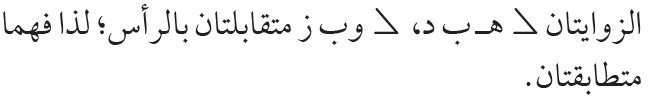 الزوايتان ∠ هـ ب د، ∠ و ب ز متقابلتان بالرأس؛ لذا فهما
متطابقتان.